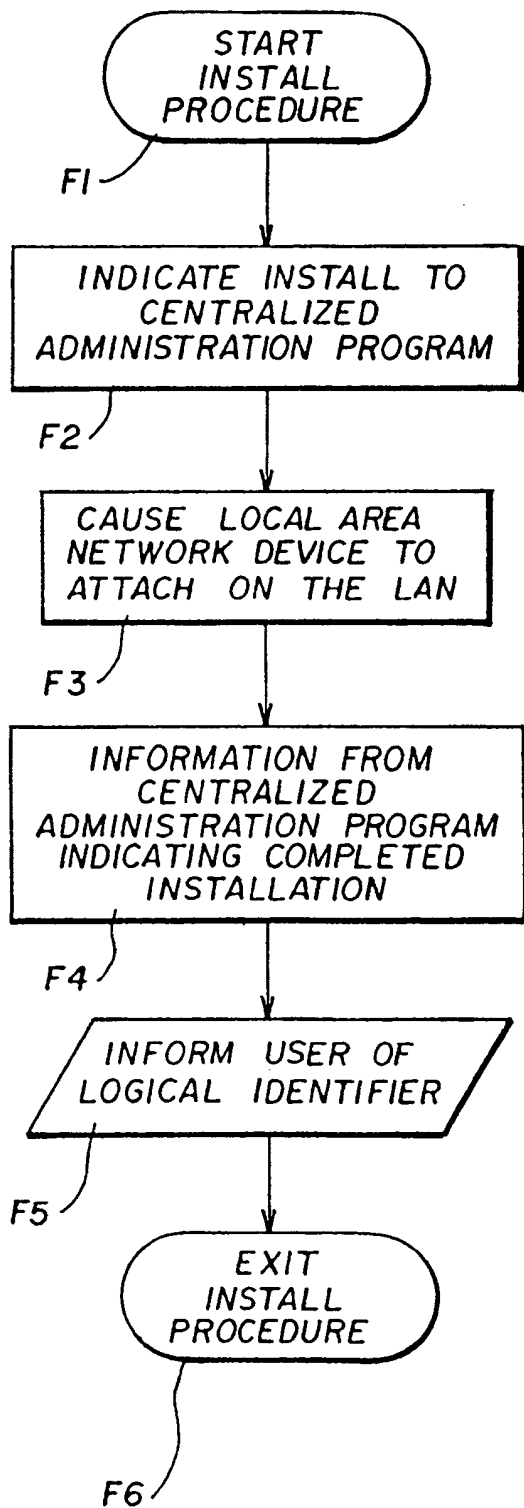 START
INSTALL
PROCEDURE
F1
INDICATE INSTALL TO
CENTRALIZED
ADMINISTRATION PROGRAM
F2
CAUSE LOCAL AREA
NETWORK DEVICE TO
ATTACH ON THE LAN
F3
INFORMATION FROM
CENTRALIZED
ADMINISTRATION PROGRAM
INDICATING COMPLETED
INSTALLATION
F4
INFORM USER OF
LOGICAL IDENTIFIER
F5
EXIT
INSTALL
PROCEDURE
F6